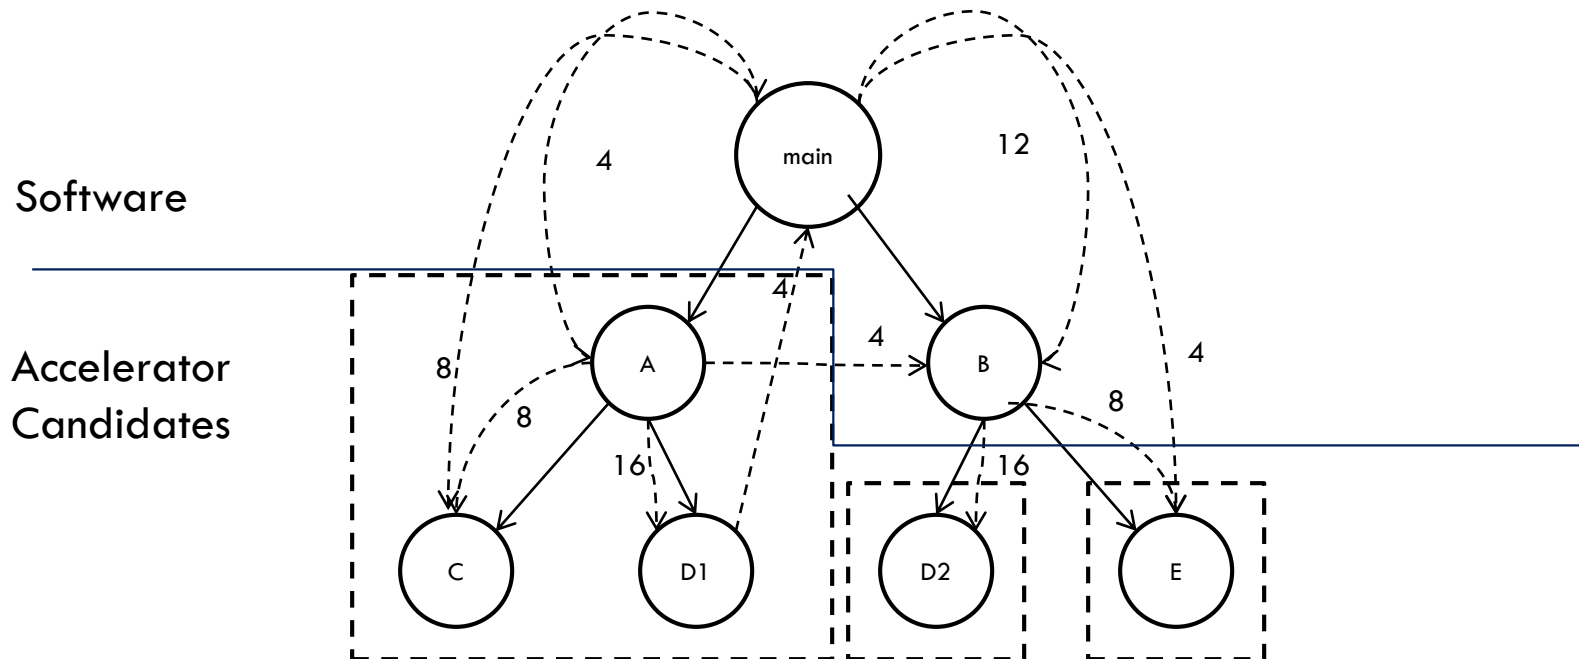 main
4
12
Software
4
4
4
8
A
B
Accelerator
Candidates
8
8
16
16
C
D1
D2
E